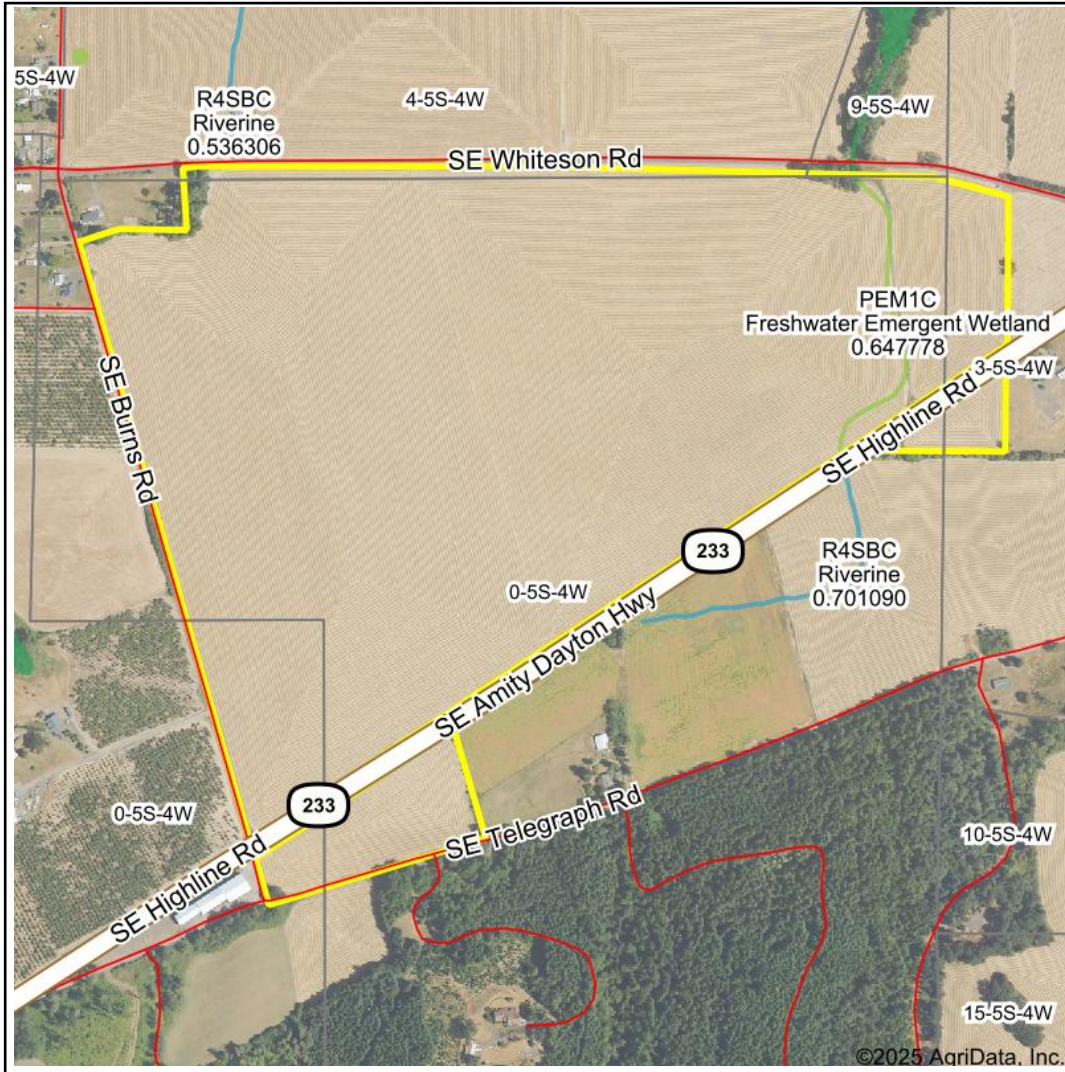 5S-4W
R4SBC
Riverine
0.536306
4-5S-4W
9-5S-4W
SE Whiteson Rd
PEM1C
Freshwater Emergent Wetland
0.647778
3-5S-4W
SE Burns Rd
SE Highline Rd
233
R4SBC
Riverine
0.701090
0-5S-4W
SE Amity Dayton Hwy
233
0-5S-4W
SE Telegraph Rd
10-5S-4W
SE Highline Rd
15-5S-4W
©2025 AgriData, Inc.